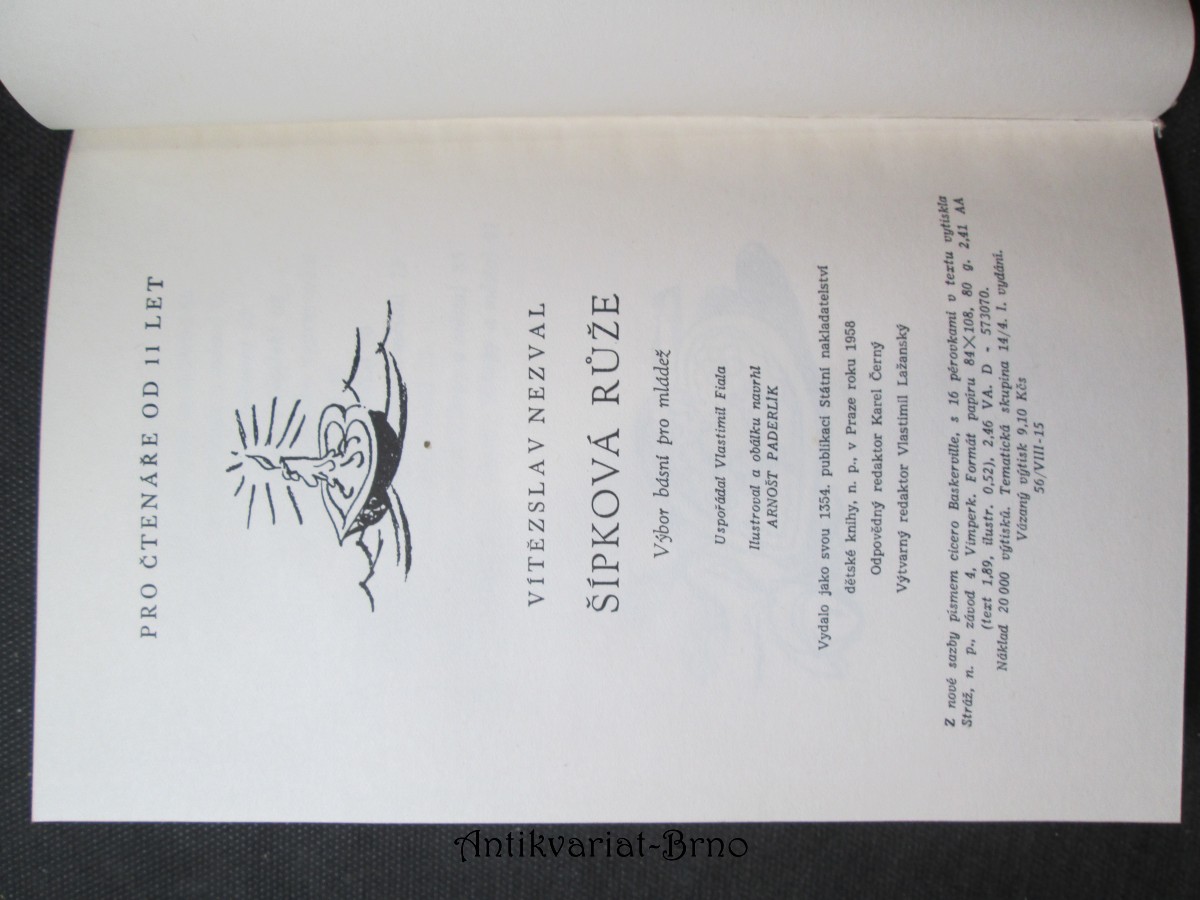 PRO ČTENÁŘE OD 11 LET
VÍTĚZSLAV NEZVAL
ŠÍPKOVÁ RŮŽE
Výbor básní pro mládež
Uspořádal Vlastimil Fiala
Ilustroval a obálku navrhl
ARNOŠT PADERLÍK
Vydalo jako svou 1354. publikaci Státní nakladatelství
dětské knihy, n. p., v Praze roku 1958
Odpovědný redaktor Karel Černý
Výtvarný redaktor Vlastimil Lažanský
Z nové sazby písmem cicero Baskerville, s 16 pérovkami v textu vytiskla
Stráž, n. p., závod 4, Vimperk. Formát papíru 84×108, 80 g. 2,41 AA
(text 1,89, ilustr. 0,52), 2,46 VA. D - 573070.
Náklad 20 000 výtisků. Tematická skupina 14/4. I. vydání.
Vázaný výtisk 9,10 Kčs
56/VIII-15
Antikvariat-Brno